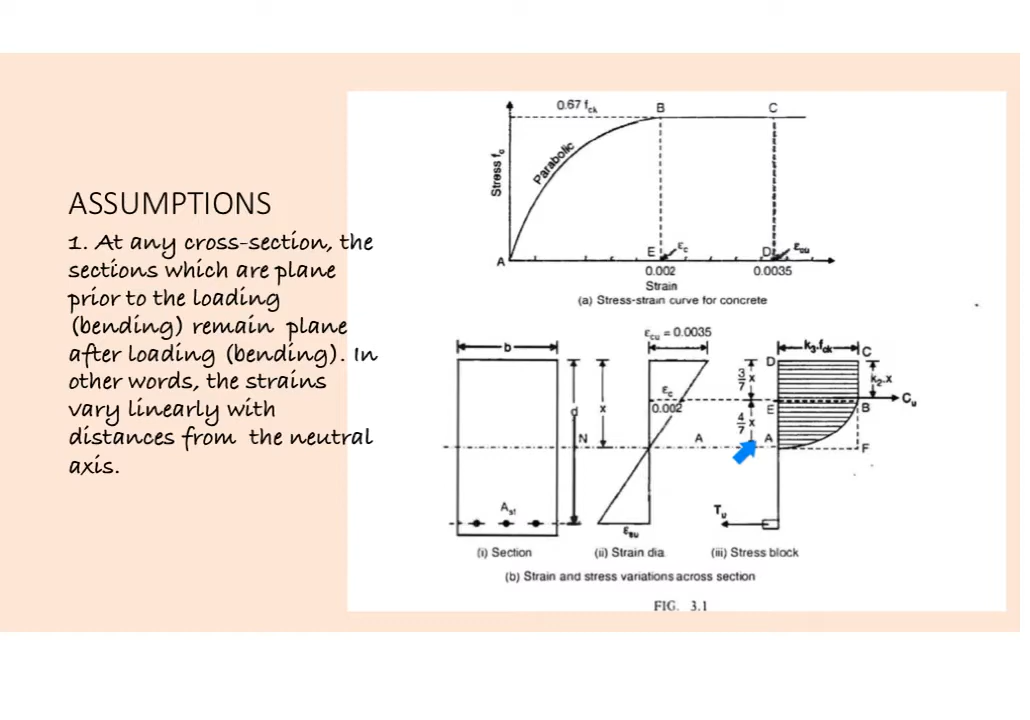 ASSUMPTIONS
1. At any cross-section, the
sections which are plane
prior to the loading
(bending) remain plane
after loading (bending). In
other words, the strains
vary linearly with
distances from the neutral
axis.
0.67 fck
B
C
Stress fc
Parabolic
A
E
εc
D
εcu
0.002
0.0035
Strain
(a) Stress-strain curve for concrete
εcu = 0.0035
b
k3.fck
C
D
3/7 x
k2.x
εc
0.002
Cu
d
x
E
B
4/7 x
N
A
A
F
Ast
Tu
εsu
(i) Section
(ii) Strain dia
(iii) Stress block
(b) Strain and stress variations across section
FIG. 3.1